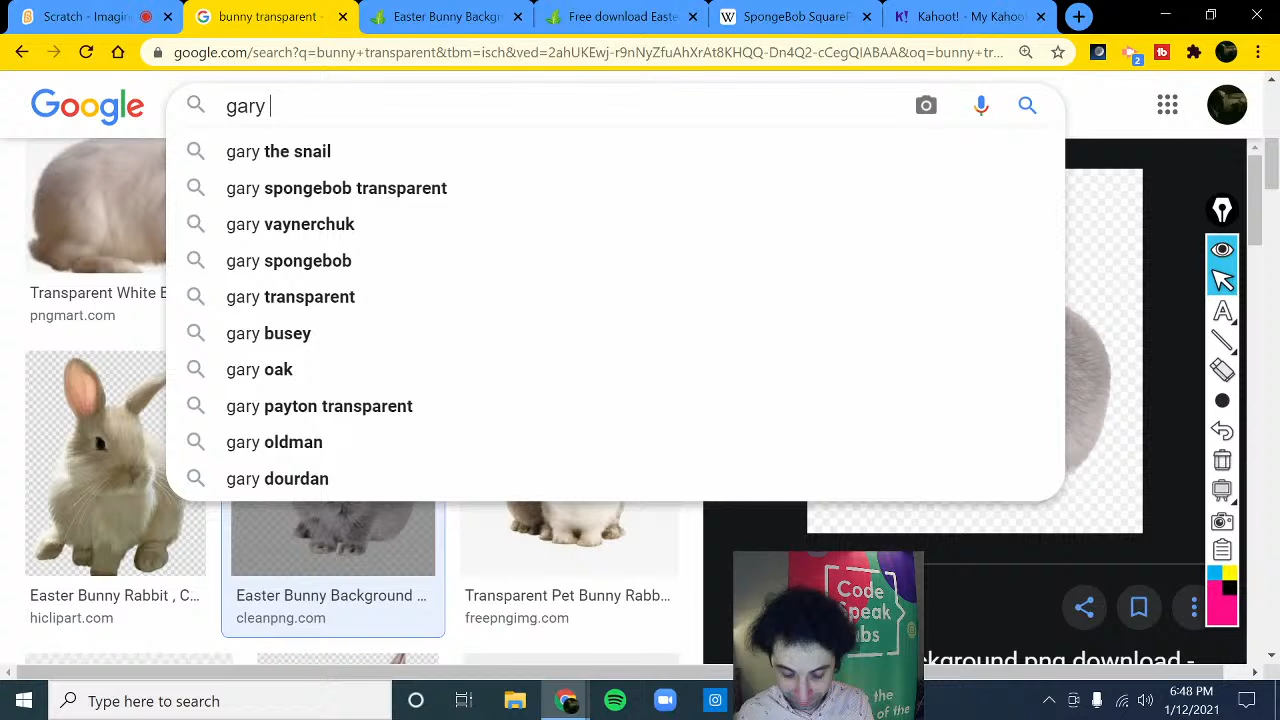 Scratch - Imagin
bunny transparent -
Easter Bunny Backg
Free download Easte
SpongeBob SquareP
Kahoot! - My Kahoo
google.com/search?q=bunny+transparent&tbm=isch&ved=2ahUKEwj-r9nNyZfuAhXrAt8KHQQ-Dn4Q2-cCegQIABAA&oq=bunny+tr...
2
Google
gary
gary the snail
gary spongebob transparent
gary vaynerchuk
gary spongebob
gary transparent
gary busey
gary oak
gary payton transparent
gary oldman
gary dourdan
Transparent White B
pngmart.com
Easter Bunny Rabbit , C...
hiclipart.com
Easter Bunny Background ...
cleanpng.com
Transparent Pet Bunny Rabb...
freepngimg.com
Code
Speak
bs
the
of the
ckground png download -
Type here to search
6:48 PM
1/12/2021